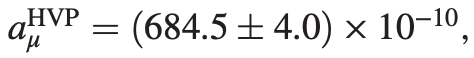 a_μ^HVP = (684.5 ± 4.0) × 10^−10,